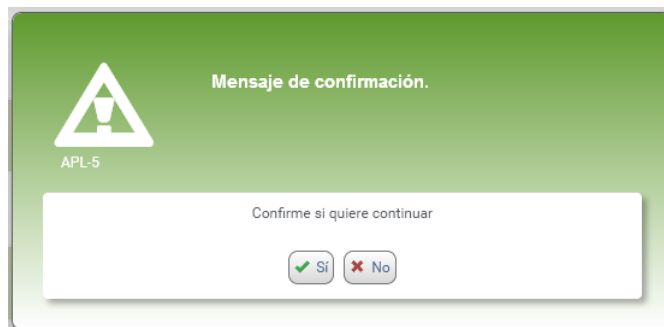 Mensaje de confirmación.
APL-5
Confirme si quiere continuar
Sí No